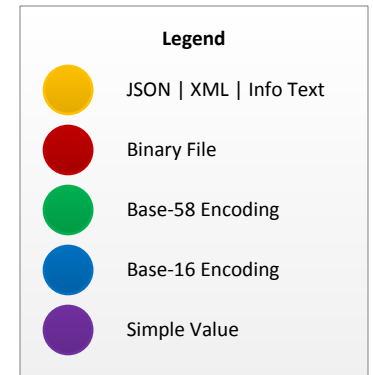 Legend
JSON | XML | Info Text
Binary File
Base-58 Encoding
Base-16 Encoding
Simple Value